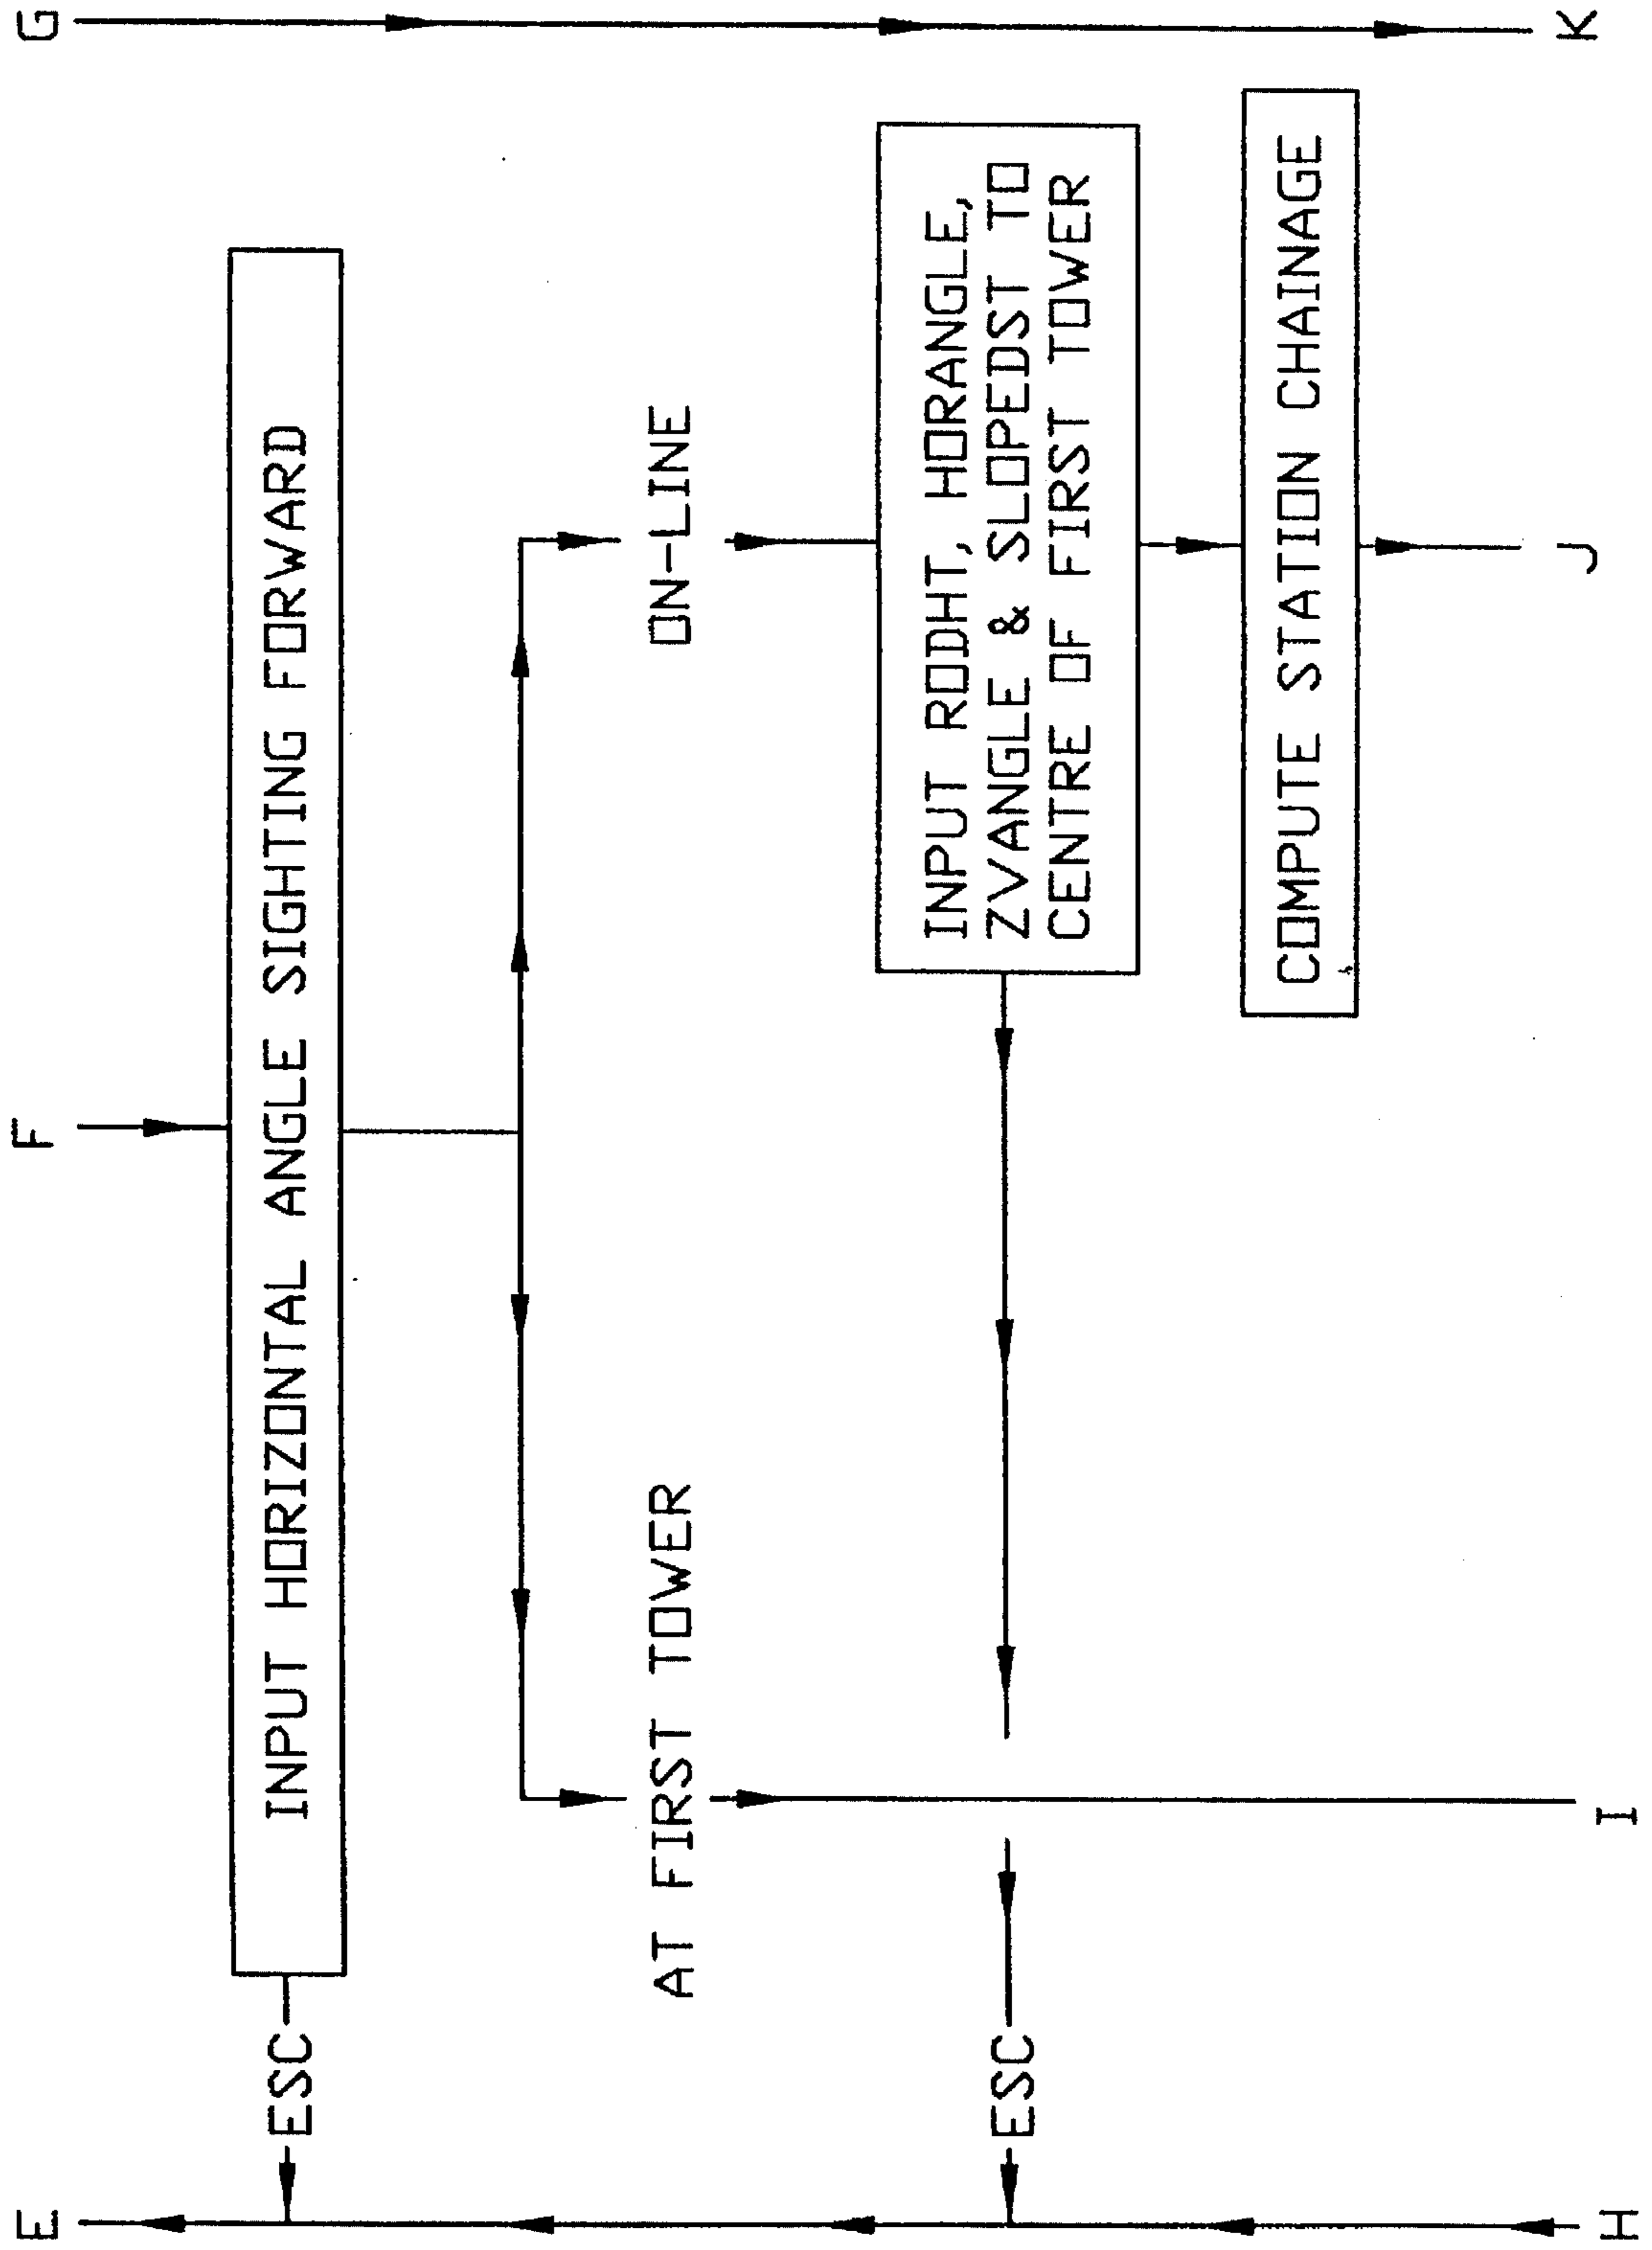 E
F
G
ESC
INPUT HORIZONTAL ANGLE SIGHTING FORWARD
AT FIRST TOWER
ON-LINE
ESC
INPUT RODHT, HORANGLE,
ZVANGLE & SLOPEDST TO
CENTRE OF FIRST TOWER
COMPUTE STATION CHAINAGE
H
I
J
K